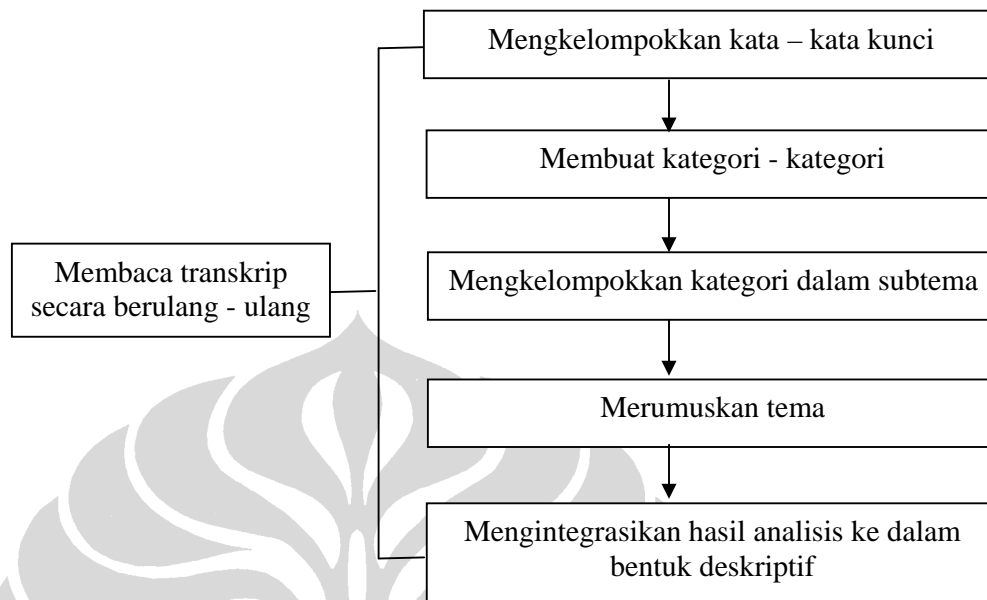 Mengkelompokkan kata – kata kunci
Membuat kategori - kategori
Membaca transkrip
secara berulang - ulang
Mengkelompokkan kategori dalam subtema
Merumuskan tema
Mengintegrasikan hasil analisis ke dalam
bentuk deskriptif